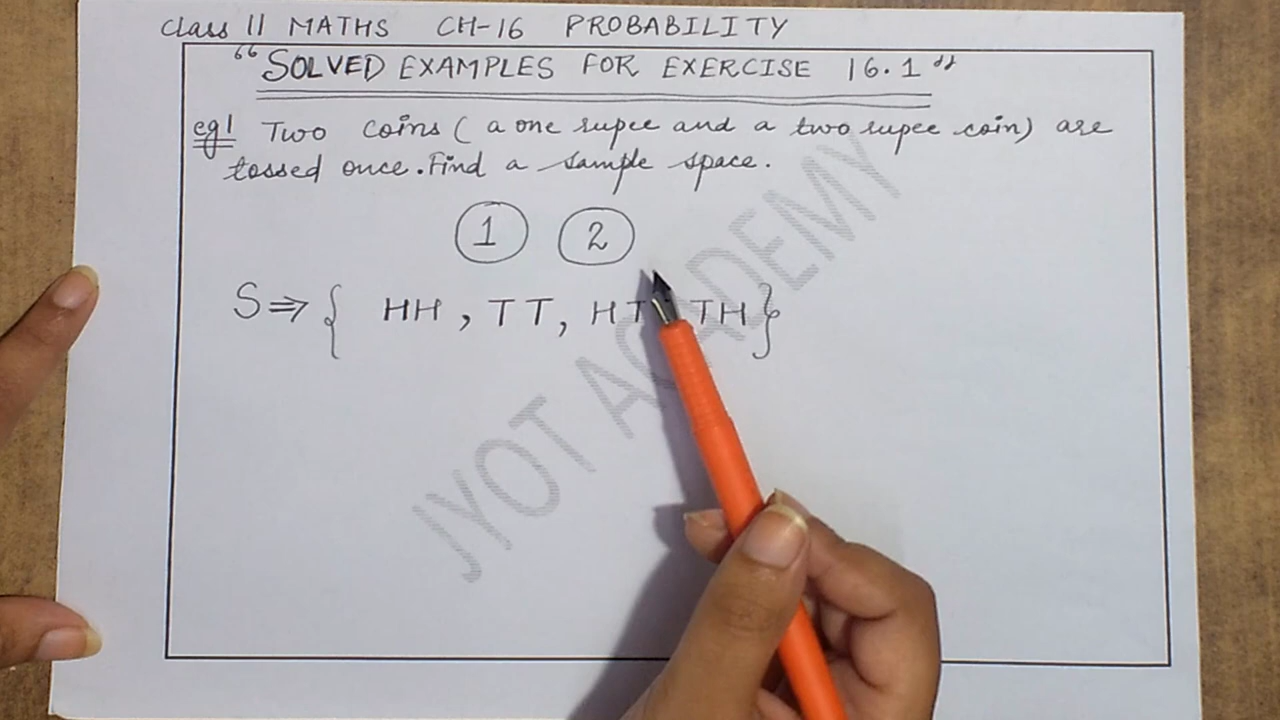 Class 11 MATHS CH-16 PROBABILITY
"SOLVED EXAMPLES FOR EXERCISE 16.1"
eg1 Two coins (a one rupee and a two rupee coin) are
tossed once. Find a sample space.
1 2
S ⇒ { HH, TT, HT, TH}
JYOT ACADEMY